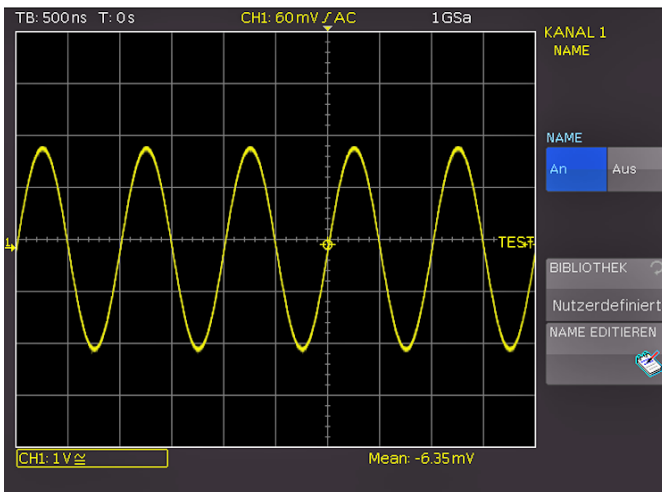 TB: 500 ns T: 0 s CH1: 60 mV AC 1 GSa
KANAL 1
NAME
NAME
An Aus
1
TEST
BIBLIOTHEK
Nutzerdefiniert
NAME EDITIEREN
CH1: 1 V ≅ Mean: -6.35 mV